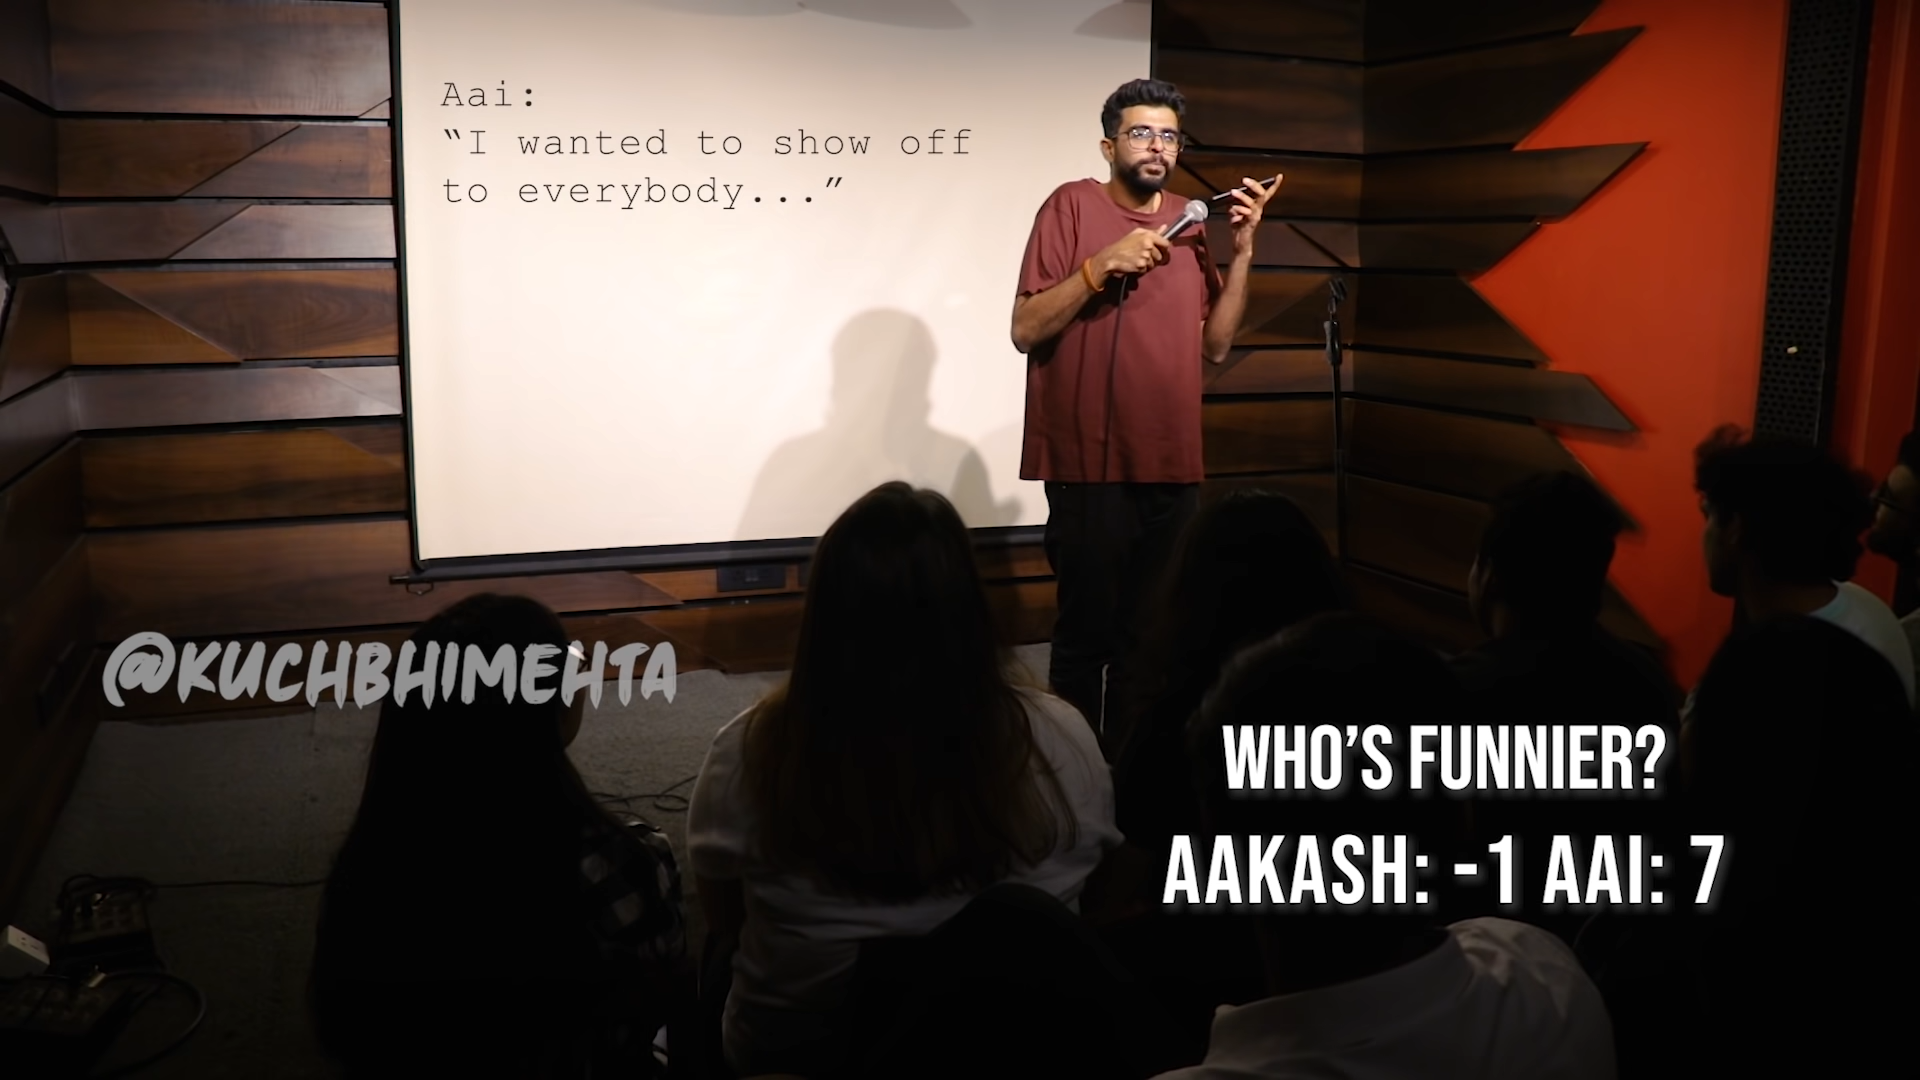 Aai:
“I wanted to show off
to everybody...”
@KUCHBHIMEHTA
WHO’S FUNNIER?
AAKASH: -1 AAI: 7